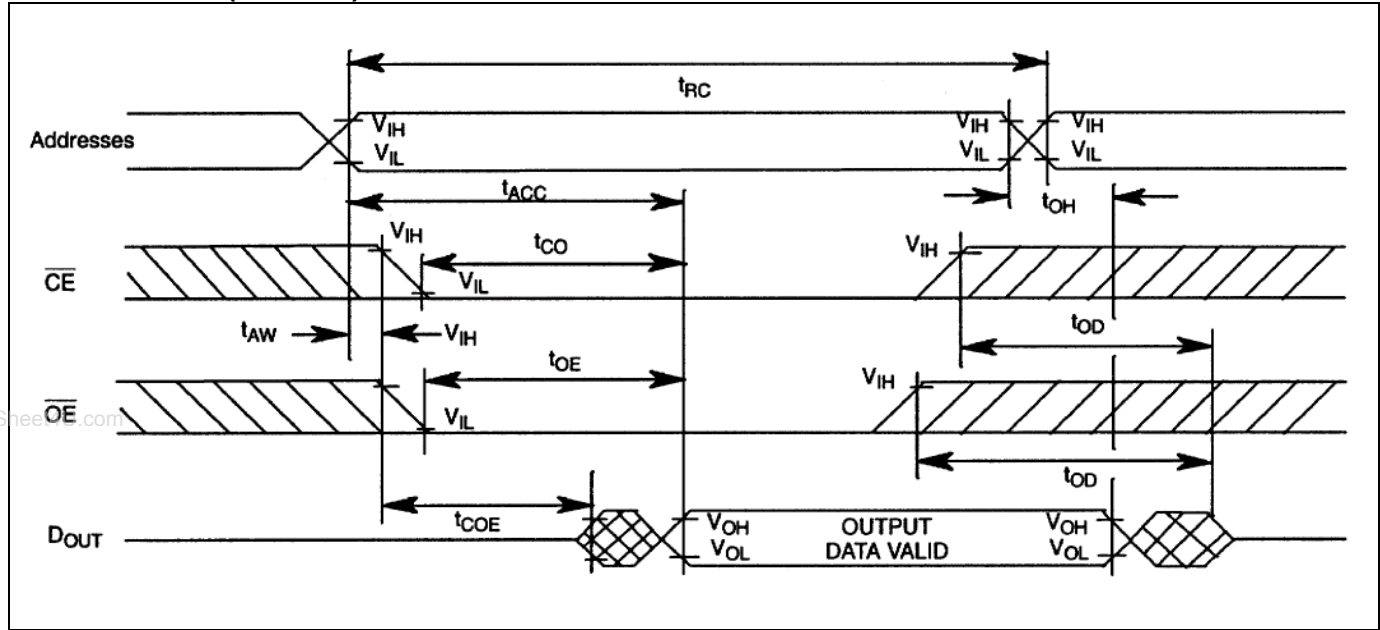 tRC
Addresses
VIH
VIL
VIH
VIL
VIH
VIL
tACC
tOH
CE
VIH
tCO
VIL
VIH
tAW
VIH
tOD
OE
tOE
VIL
VIH
tOD
DOUT
tCOE
VOH
VOL
OUTPUT
DATA VALID
VOH
VOL